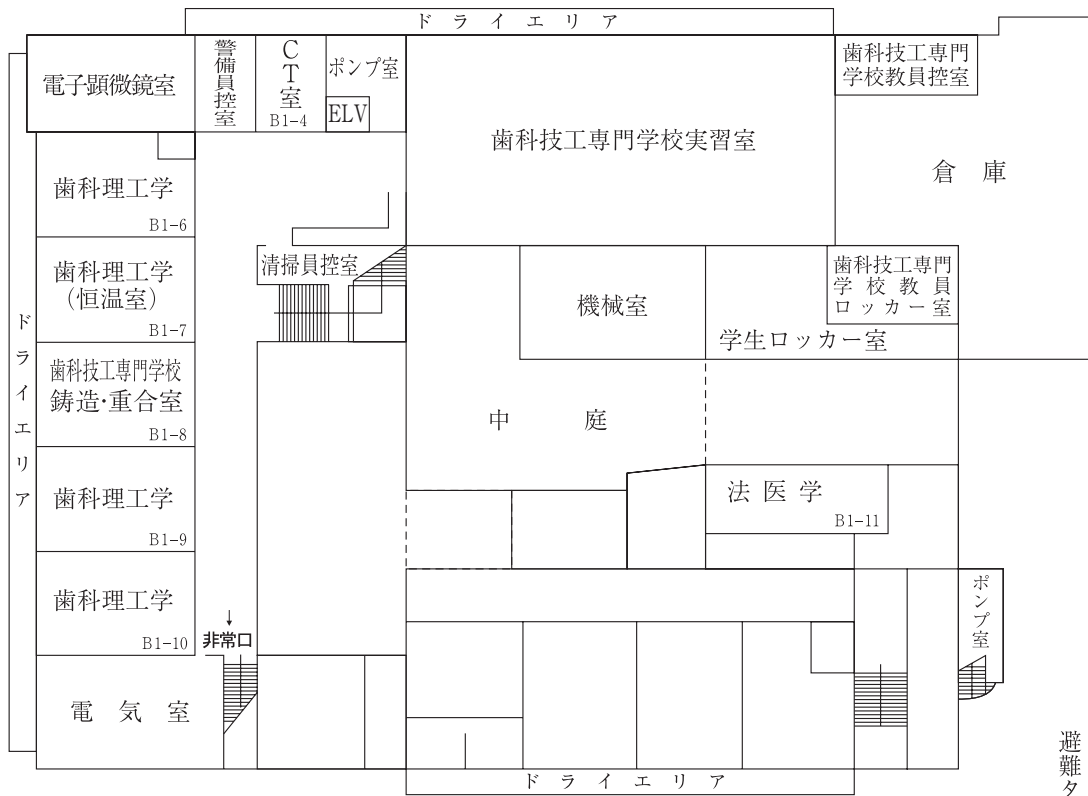 ドライエリア
電子顕微鏡室
警備員控室
CT室
B1-4
ポンプ室
ELV
歯科技工専門学校実習室
歯科技工専門
学校教員控室
倉庫
歯科理工学
B1-6
歯科理工学
（恒温室）
B1-7
清掃員控室
機械室
歯科技工専門
学校教員
ロッカー室
学生ロッカー室
ドライエリア
歯科技工専門学校
鋳造・重合室
B1-8
中庭
歯科理工学
B1-9
法医学
B1-11
歯科理工学
B1-10
↓
非常口
ポンプ室
電気室
ドライエリア
避難タ